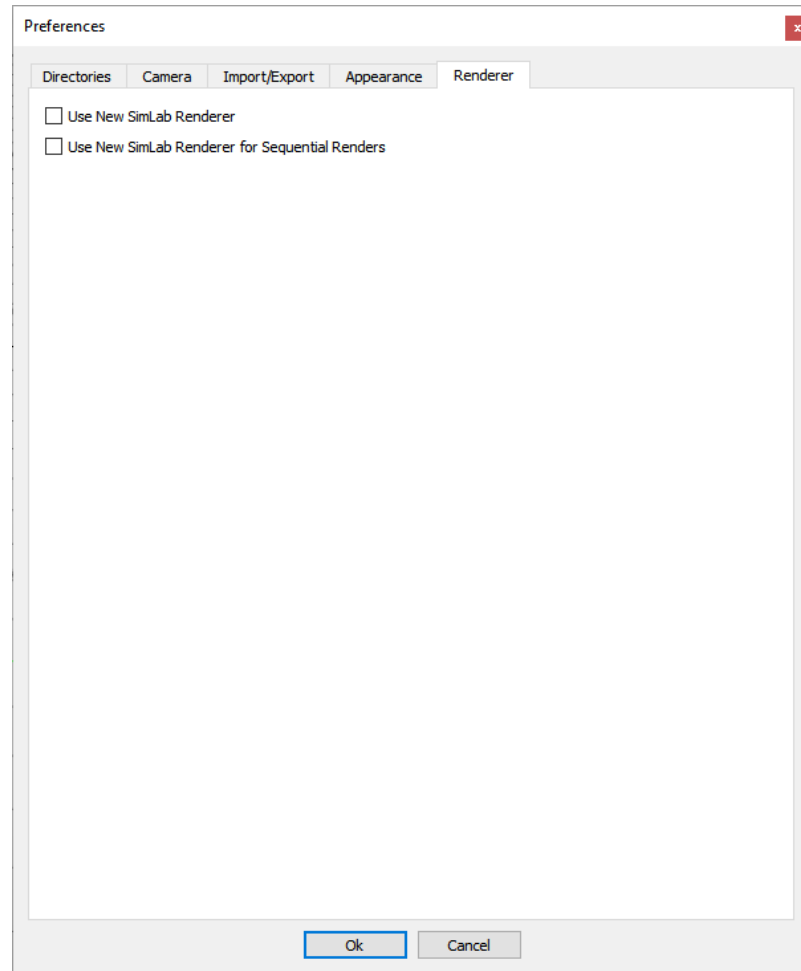 Preferences
x
Directories Camera Import/Export Appearance Renderer
Use New SimLab Renderer
Use New SimLab Renderer for Sequential Renders
Ok Cancel